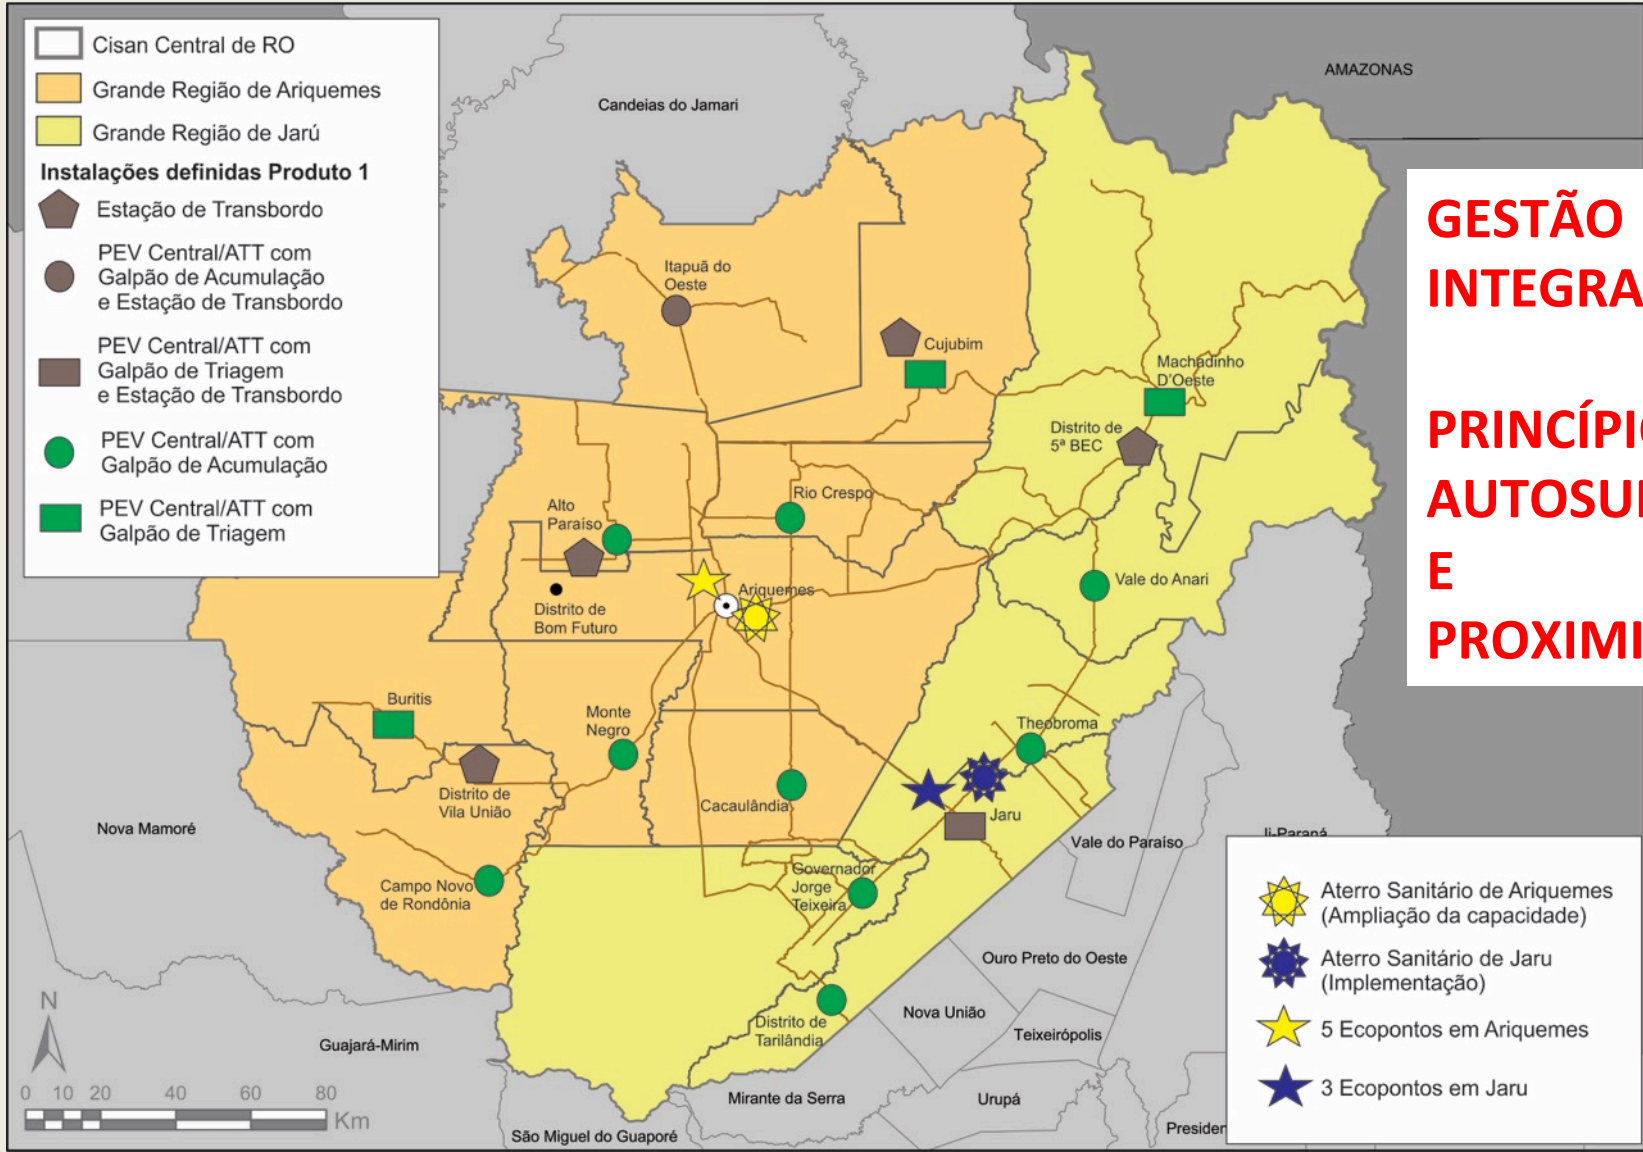 Cisan Central de RO
Grande Região de Ariquemes
Grande Região de Jarú
Instalações definidas Produto 1
Estação de Transbordo
PEV Central/ATT com
Galpão de Acumulação
e Estação de Transbordo
PEV Central/ATT com
Galpão de Triagem
e Estação de Transbordo
PEV Central/ATT com
Galpão de Acumulação
PEV Central/ATT com
Galpão de Triagem
AMAZONAS
Candeias do Jamari
GESTÃO
INTEGRA
PRINCÍPI
AUTOSU
E
PROXIMI
Itapuã do
Oeste
Cujubim
Machadinho
D'Oeste
Distrito de
5ª BEC
Rio Crespo
Alto
Paraíso
Vale do Anari
Ariquemes
Distrito de
Bom Futuro
Buritis
Monte
Negro
Theobroma
Distrito de
Vila União
Cacaulândia
Jaru
Nova Mamoré
Vale do Paraíso
Ji-Paraná
Campo Novo
de Rondônia
Governador
Jorge
Teixeira
Ouro Preto do Oeste
Nova União
Teixeirópolis
Distrito de
Tarilândia
Guajará-Mirim
Mirante da Serra
Urupá
São Miguel do Guaporé
Presiden
Aterro Sanitário de Ariquemes
(Ampliação da capacidade)
Aterro Sanitário de Jaru
(Implementação)
5 Ecopontos em Ariquemes
3 Ecopontos em Jaru
N
0 10 20 40 60 80
Km